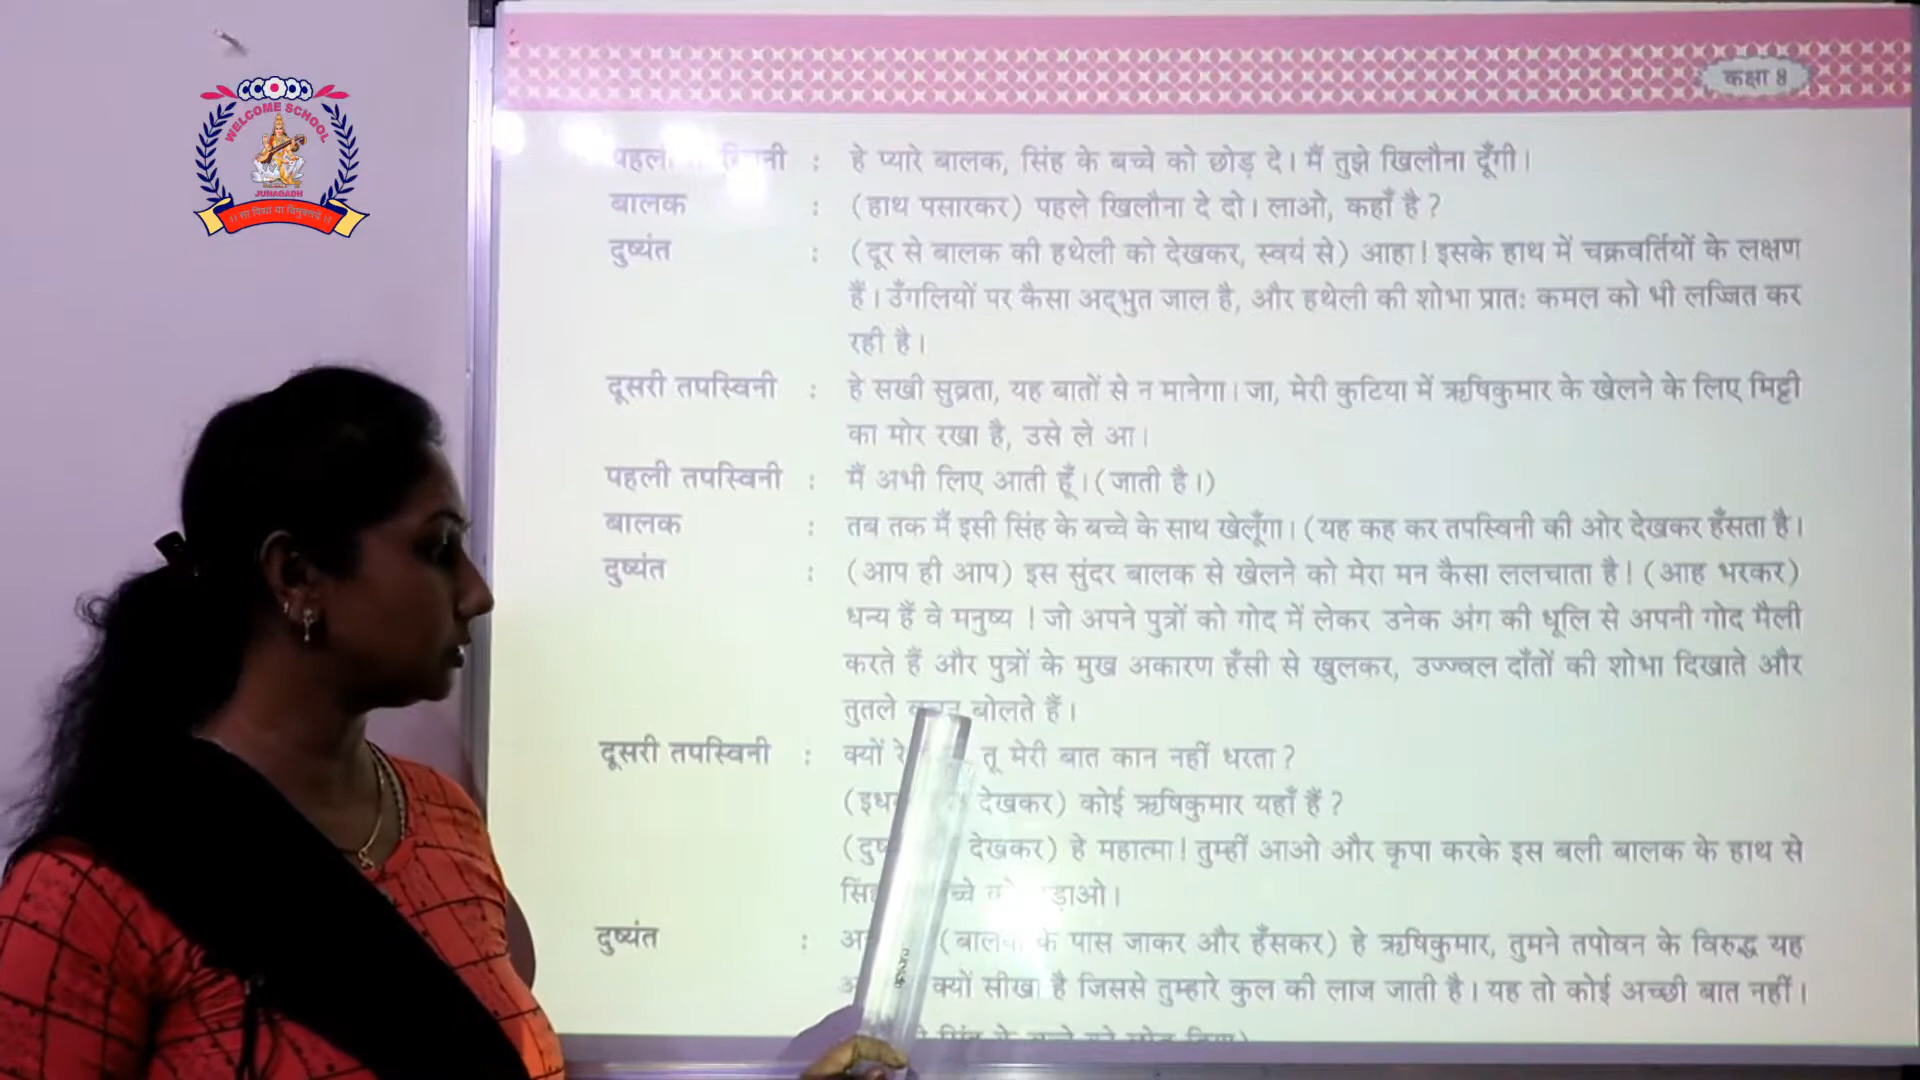 WELCOME SCHOOL
JUNAGADH
।। सा विद्या या विमुक्तये ।।
कक्षा 8
: हे प्यारे बालक, सिंह के बच्चे को छोड़ दे। मैं तुझे खिलौना दूँगी।
बालक : (हाथ पसारकर) पहले खिलौना दे दो। लाओ, कहाँ है ?
दुष्यंत : (दूर से बालक की हथेली को देखकर, स्वयं से) आहा! इसके हाथ में चक्रवर्तियों के लक्षण
हैं। उँगलियों पर कैसा अद्भुत जाल है, और हथेली की शोभा प्रातः कमल को भी लज्जित कर
रही है।
दूसरी तपस्विनी : हे सखी सुव्रता, यह बातों से न मानेगा। जा, मेरी कुटिया में ऋषिकुमार के खेलने के लिए मिट्टी
का मोर रखा है, उसे ले आ।
पहली तपस्विनी : मैं अभी लिए आती हूँ। (जाती है।)
बालक : तब तक मैं इसी सिंह के बच्चे के साथ खेलूँगा। (यह कह कर तपस्विनी की ओर देखकर हँसता है।
दुष्यंत : (आप ही आप) इस सुंदर बालक से खेलने को मेरा मन कैसा ललचाता है! (आह भरकर)
धन्य हैं वे मनुष्य ! जो अपने पुत्रों को गोद में लेकर उनेक अंग की धूलि से अपनी गोद मैली
करते हैं और पुत्रों के मुख अकारण हँसी से खुलकर, उज्ज्वल दाँतों की शोभा दिखाते और
तुतले बोलते हैं।
दूसरी तपस्विनी : क्यों रे तू मेरी बात कान नहीं धरता ?
देखकर) कोई ऋषिकुमार यहाँ हैं ?
देखकर) हे महात्मा! तुम्हीं आओ और कृपा करके इस बली बालक के हाथ से
दुष्यंत : (बालक के पास जाकर और हँसकर) हे ऋषिकुमार, तुमने तपोवन के विरुद्ध यह
क्यों सीखा है जिससे तुम्हारे कुल की लाज जाती है। यह तो कोई अच्छी बात नहीं।